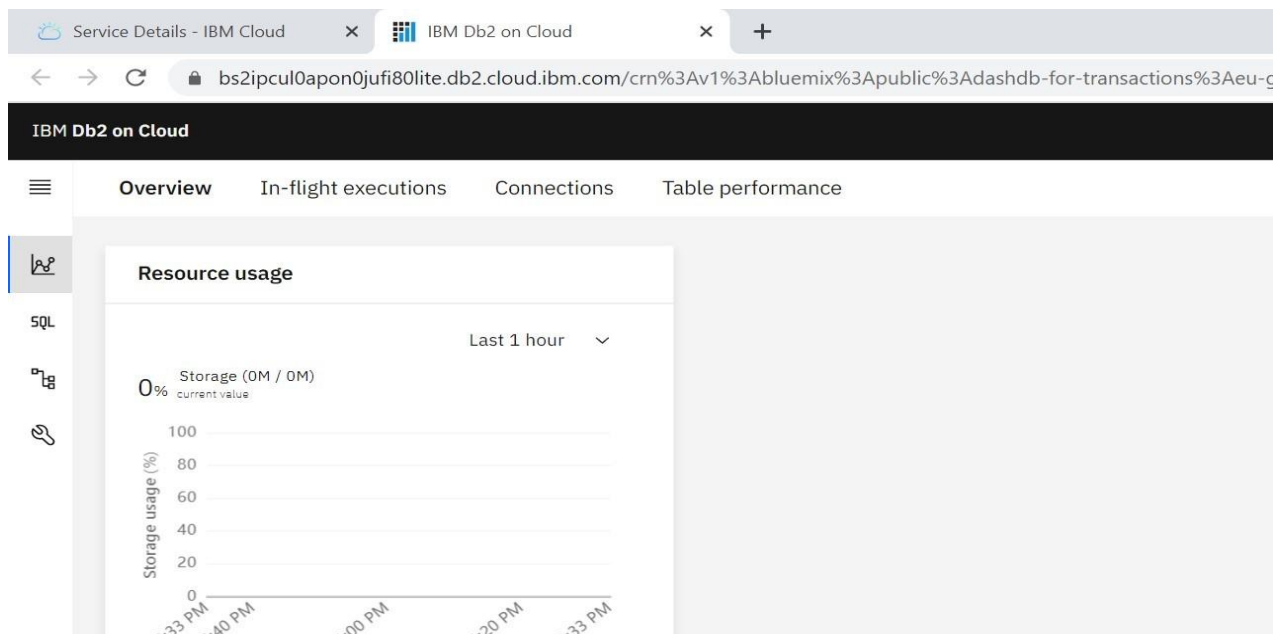 Service Details - IBM Cloud
IBM Db2 on Cloud
bs2ipcul0apon0jufi80lite.db2.cloud.ibm.com/crn%3Av1%3Abluemix%3Apublic%3Adashdb-for-transactions%3Aeu-g
IBM Db2 on Cloud
Overview In-flight executions Connections Table performance
Resource usage
SQL
Last 1 hour
0% Storage (0M / 0M)
current value
Storage usage (%)
100
80
60
40
20
0
:33 PM
:40 PM
:00 PM
:20 PM
:33 PM